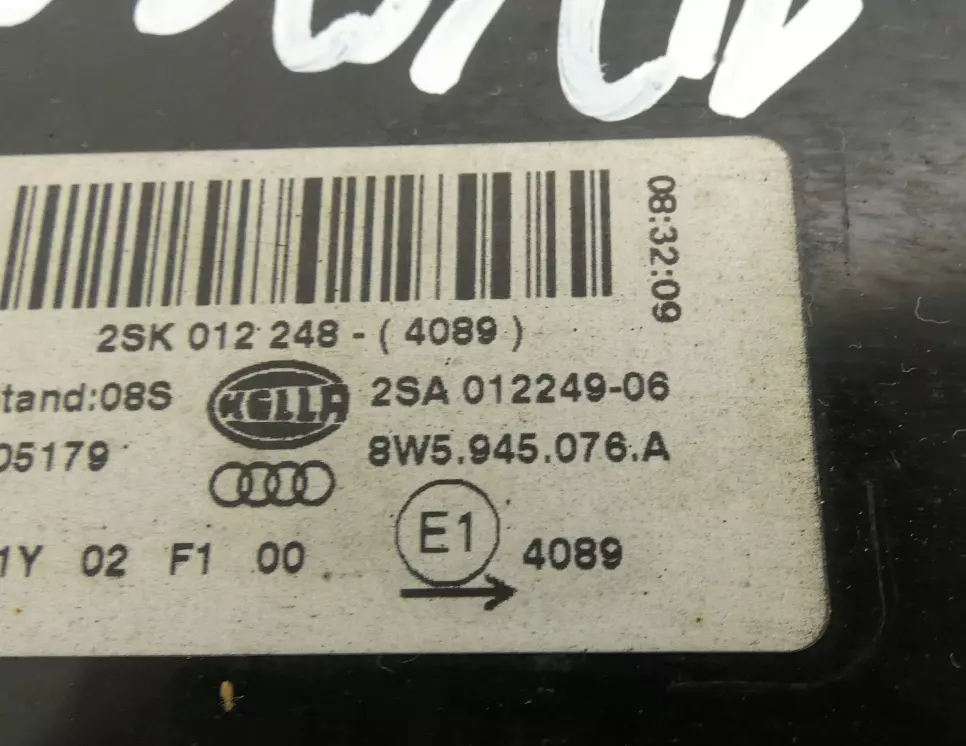 08:32:09
2SK 012 248 - ( 4089 )
tand:08S HELLA 2SA 012249-06
05179 8W5.945.076.A
1Y 02 F1 00 E1 4089